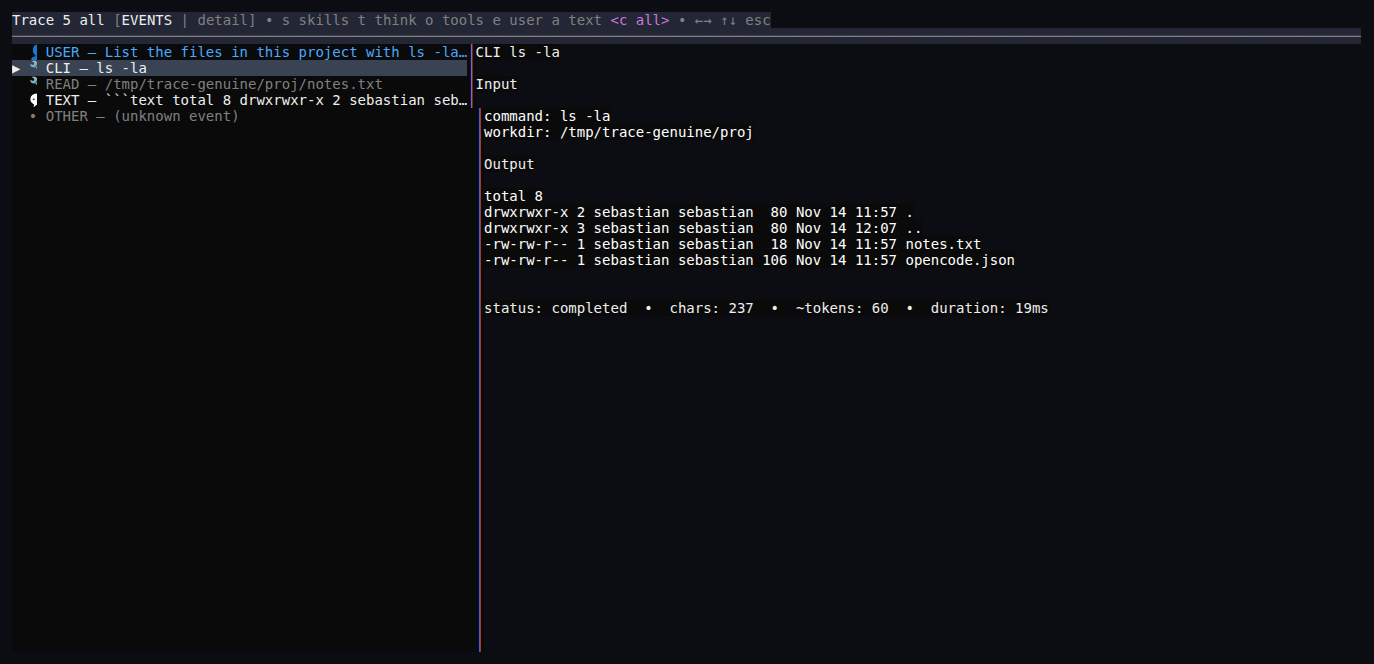 Trace 5 all [EVENTS | detail] • s skills t think o tools e user a text <c all> • ←→ ↑↓ esc
USER — List the files in this project with ls -la…
▶ CLI — ls -la
READ — /tmp/trace-genuine/proj/notes.txt
TEXT — ```text total 8 drwxrwxr-x 2 sebastian seb…
• OTHER — (unknown event)
CLI ls -la
Input
command: ls -la
workdir: /tmp/trace-genuine/proj
Output
total 8
drwxrwxr-x 2 sebastian sebastian  80 Nov 14 11:57 .
drwxrwxr-x 3 sebastian sebastian  80 Nov 14 12:07 ..
-rw-rw-r-- 1 sebastian sebastian  18 Nov 14 11:57 notes.txt
-rw-rw-r-- 1 sebastian sebastian 106 Nov 14 11:57 opencode.json
status: completed  •  chars: 237  •  ~tokens: 60  •  duration: 19ms